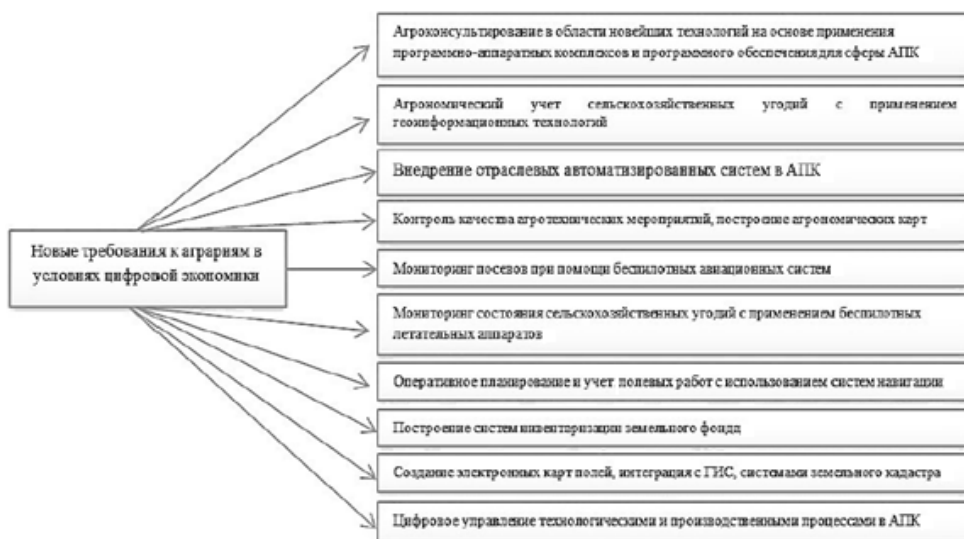 Агроконсультирование в области новейших технологий на основе применения
программно-аппаратных комплексов и программного обеспечения для сферы АПК
Агрономический учет сельскохозяйственных угодий с применением
геоинформационных технологий
Внедрение отраслевых автоматизированных систем в АПК
Контроль качества агротехнических мероприятий, построение агрономических карт
Новые требования к аграриям в
условиях цифровой экономики
Мониторинг посевов при помощи беспилотных авиационных систем
Мониторинг состояния сельскохозяйственных угодий с применением беспилотных
летательных аппаратов
Оперативное планирование и учет полевых работ с использованием систем навигации
Построение систем инвентаризации земельного фонда
Создание электронных карт полей, интеграция с ГИС, системами земельного кадастра
Цифровое управление технологическими и производственными процессами в АПК